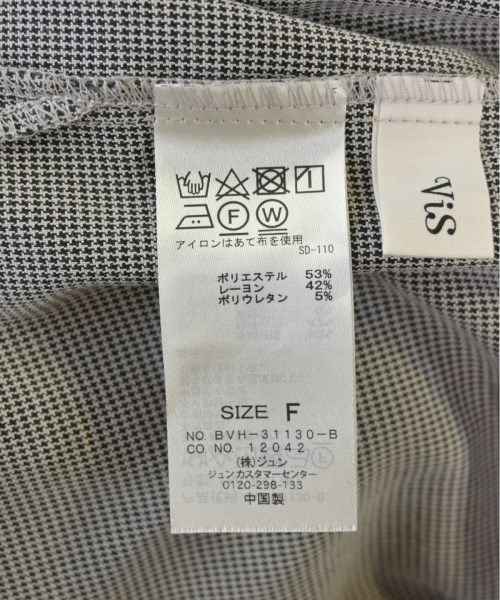 ViS
F
W
アイロンはあて布を使用
SD-110
ポリエステル 53%
レーヨン 42%
ポリウレタン 5%
SIZE F
NO. BVH-31130-B
CO NO. 12042
(株)ジュン
ジュンカスタマーセンター
0120-298-133
中国製